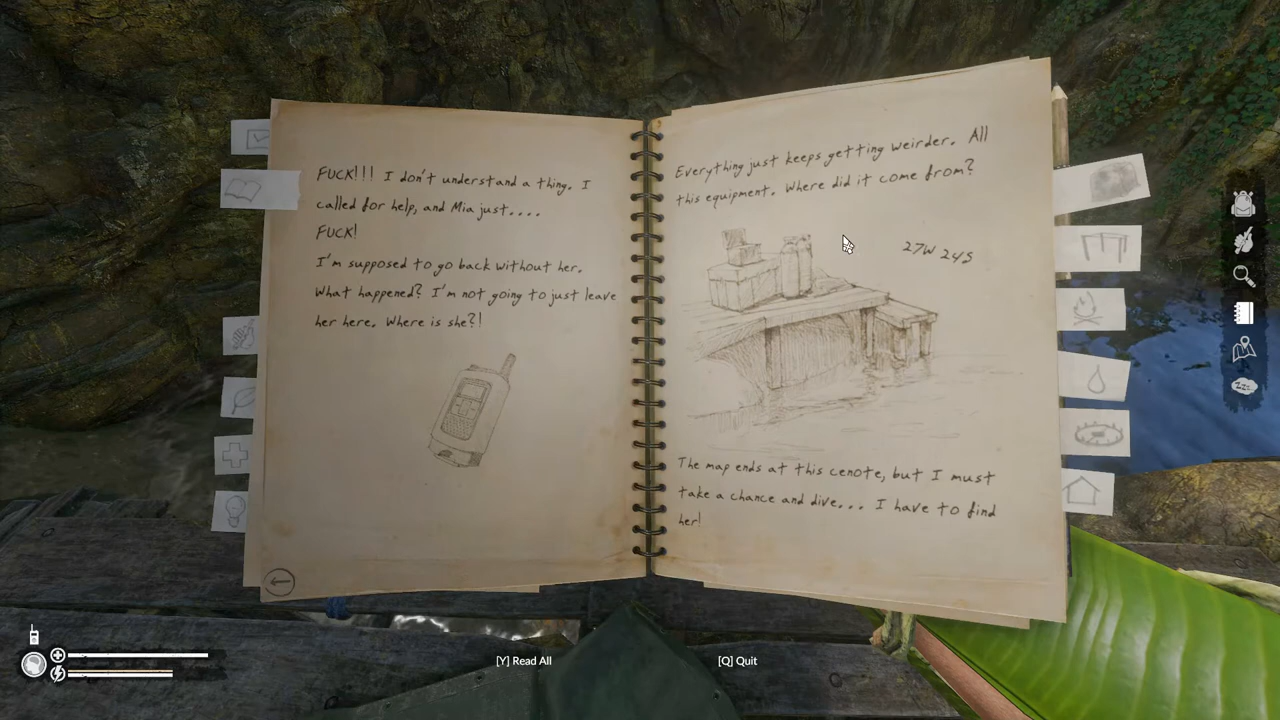 FUCK!!! I don't understand a thing. I
called for help, and Mia just....
FUCK!
I'm supposed to go back without her.
What happened? I'm not going to just leave
her here. Where is she?!
Everything just keeps getting weirder. All
this equipment. Where did it come from?
27W 24S
The map ends at this cenote, but I must
take a chance and dive... I have to find
her!
[Y] Read All
[Q] Quit